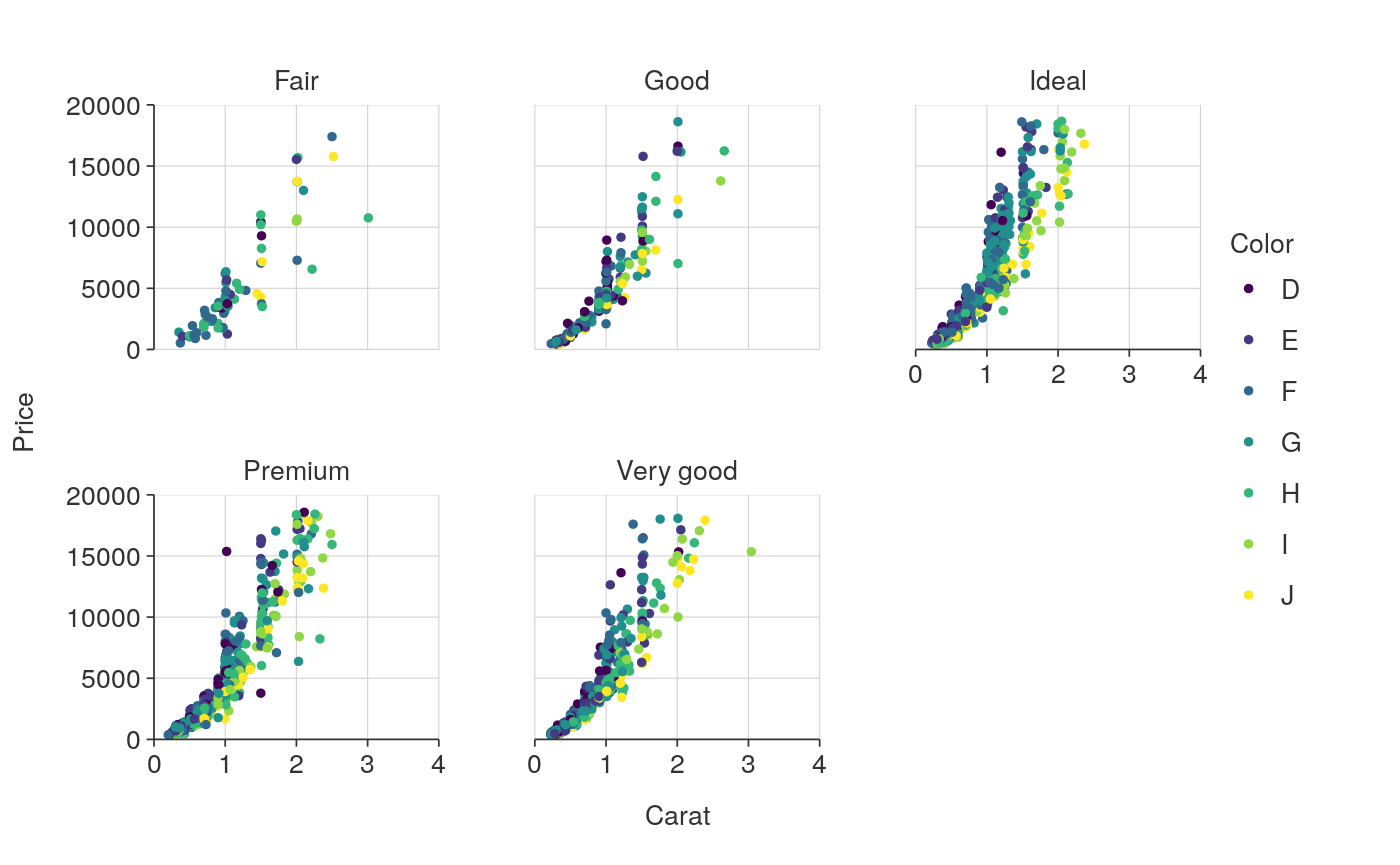 Fair Good Ideal
20000
15000
10000
5000
0
0 1 2 3 4
Color
D
E
F
G
H
I
J
Price
Premium Very good
20000
15000
10000
5000
0
0 1 2 3 4 0 1 2 3 4
Carat